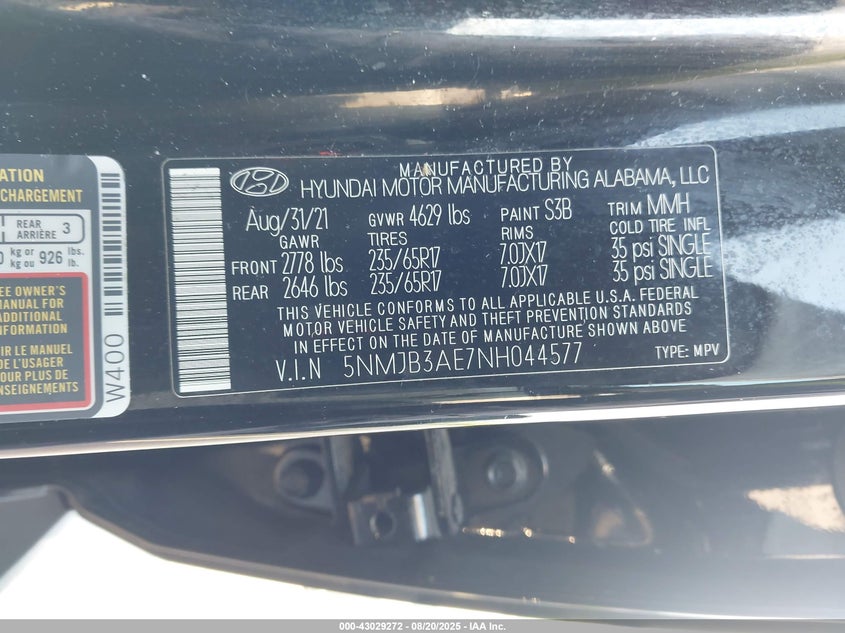 ATION
CHARGEMENT
REAR
ARRIÈRE 3
kg or
kg ou 926 lbs.
lb.
EE OWNER'S
MANUAL FOR
ADDITIONAL
NFORMATION
IR LE MANUEL
DE L'USAGER
POUR PLUS DE
NSEIGNEMENTS
W400
MANUFACTURED BY
HYUNDAI MOTOR MANUFACTURING ALABAMA, LLC
Aug/31/21 GVWR 4629 lbs PAINT S3B TRIM MMH
GAWR TIRES RIMS COLD TIRE INFL
FRONT 2778 lbs 235/65R17 7.0JX17 35 psi SINGLE
REAR 2646 lbs 235/65R17 7.0JX17 35 psi SINGLE
THIS VEHICLE CONFORMS TO ALL APPLICABLE U.S.A. FEDERAL
MOTOR VEHICLE SAFETY AND THEFT PREVENTION STANDARDS
IN EFFECT ON THE DATE OF MANUFACTURE SHOWN ABOVE
V.I.N 5NMJB3AE7NH044577 TYPE: MPV
000-43029272 - 08/20/2025 - IAA Inc.